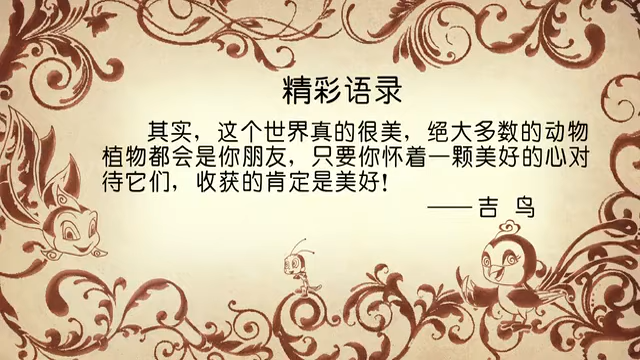 精彩语录
其实，这个世界真的很美，绝大多数的动物
植物都会是你朋友，只要你怀着一颗美好的心对
待它们，收获的肯定是美好！
——吉 鸟